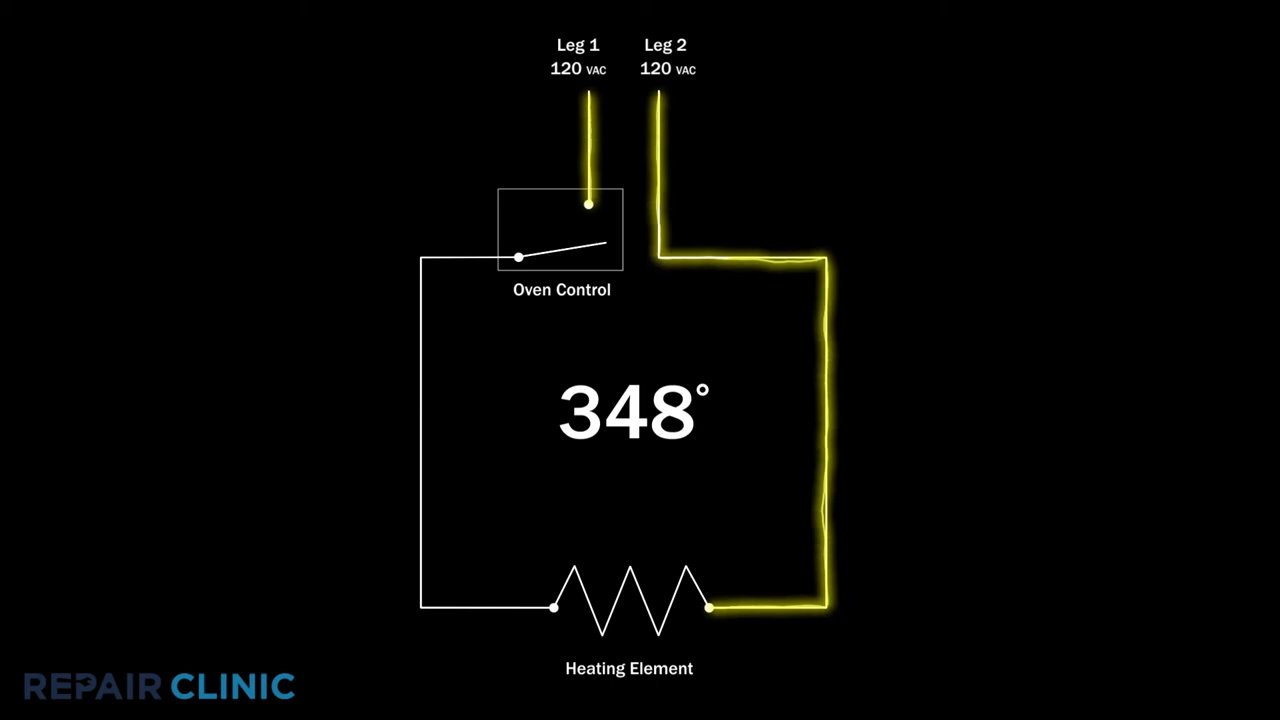 Leg 1
120 VAC
Leg 2
120 VAC
Oven Control
348°
Heating Element
REPAIR CLINIC